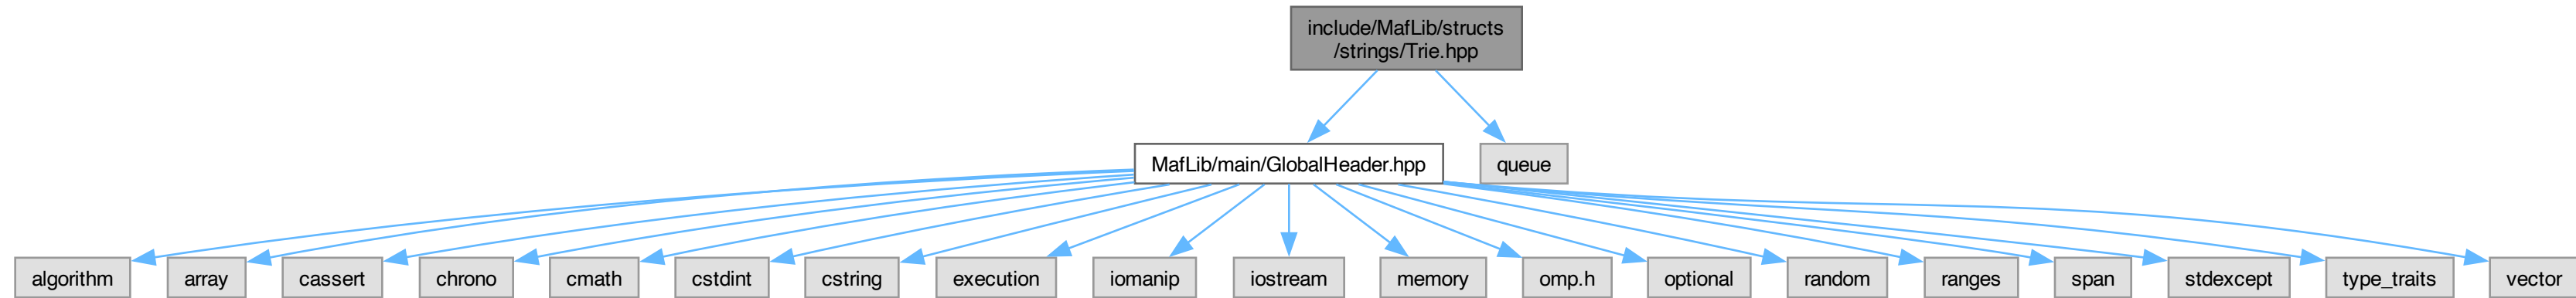 include/MafLib/structs
/strings/Trie.hpp
MafLib/main/GlobalHeader.hpp
queue
algorithm
array
cassert
chrono
cmath
cstdint
cstring
execution
iomanip
iostream
memory
omp.h
optional
random
ranges
span
stdexcept
type_traits
vector